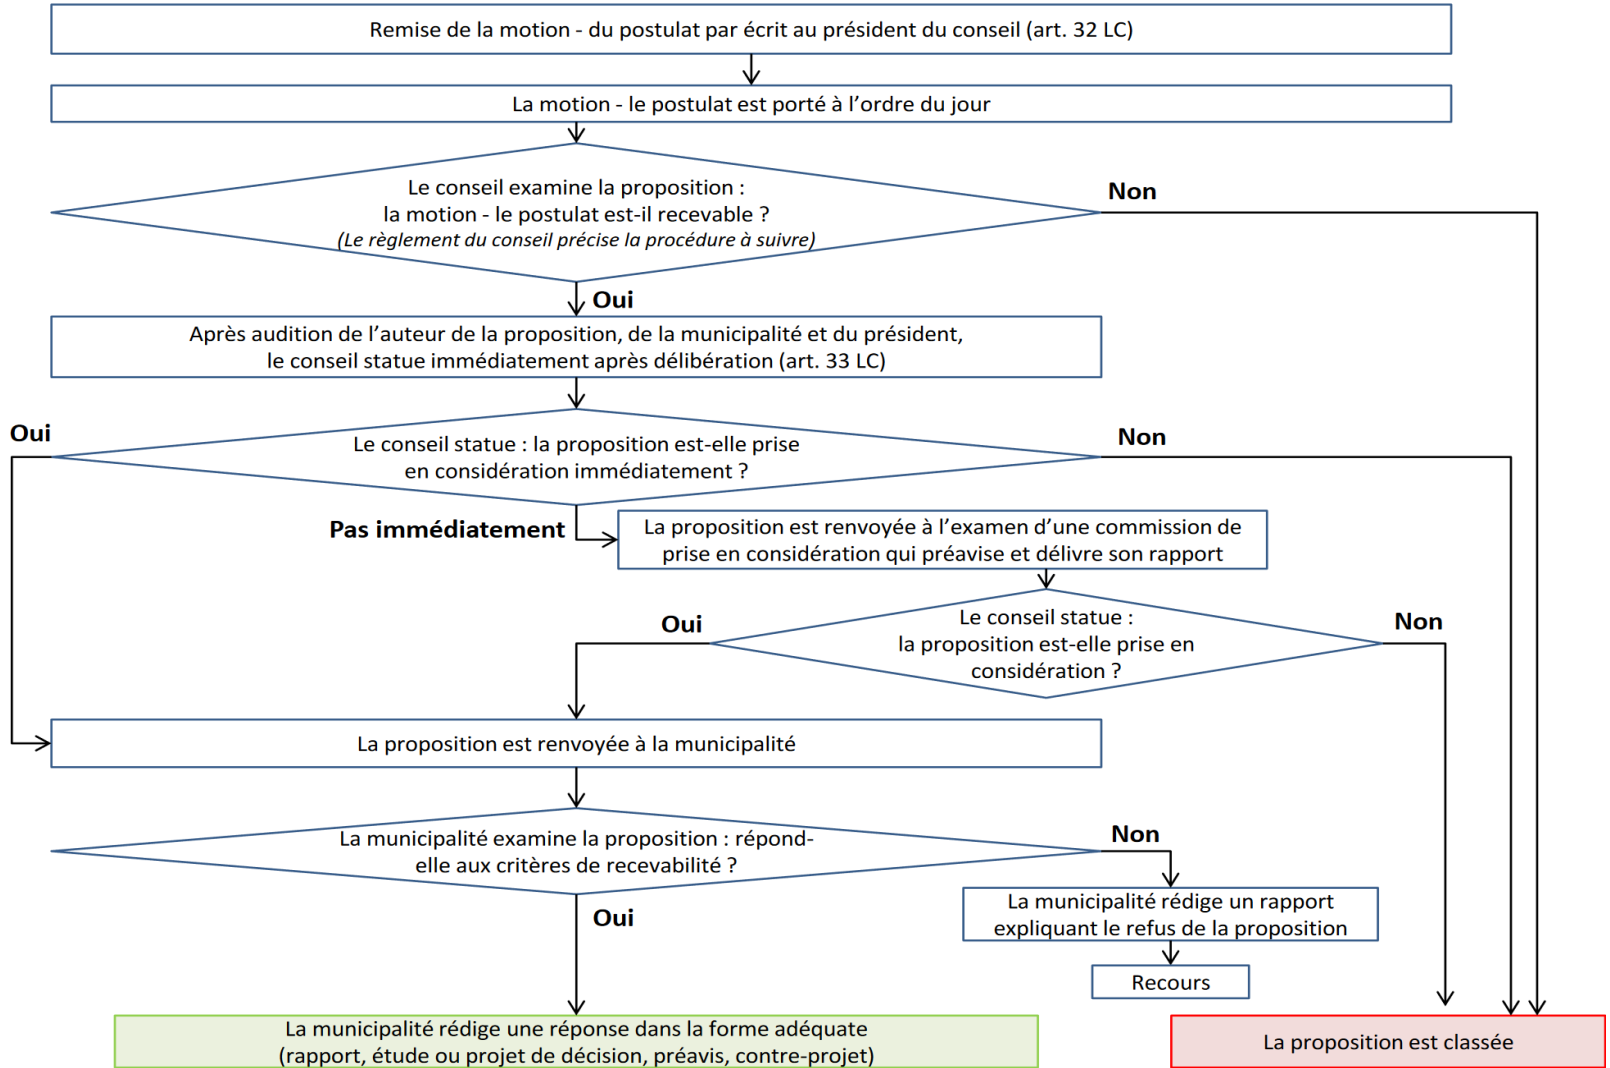 Remise de la motion - du postulat par écrit au président du conseil (art. 32 LC)
La motion - le postulat est porté à l’ordre du jour
Le conseil examine la proposition :
la motion - le postulat est-il recevable ?
(Le règlement du conseil précise la procédure à suivre)
Non
Oui
Après audition de l’auteur de la proposition, de la municipalité et du président,
le conseil statue immédiatement après délibération (art. 33 LC)
Oui
Le conseil statue : la proposition est-elle prise
en considération immédiatement ?
Non
Pas immédiatement
La proposition est renvoyée à l’examen d’une commission de
prise en considération qui préavise et délivre son rapport
Oui
Le conseil statue :
la proposition est-elle prise en
considération ?
Non
La proposition est renvoyée à la municipalité
La municipalité examine la proposition : répond-
elle aux critères de recevabilité ?
Non
Oui
La municipalité rédige un rapport
expliquant le refus de la proposition
Recours
La municipalité rédige une réponse dans la forme adéquate
(rapport, étude ou projet de décision, préavis, contre-projet)
La proposition est classée